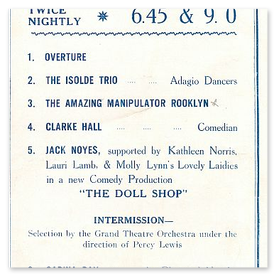 TWICE
NIGHTLY * 6.45 & 9.0
1. OVERTURE
2. THE ISOLDE TRIO .... .... Adagio Dancers
3. THE AMAZING MANIPULATOR ROOKLYN
4. CLARKE HALL .... .... .... Comedian
5. JACK NOYES, supported by Kathleen Norris,
Lauri Lamb, & Molly Lynn's Lovely Laidies
in a new Comedy Production
"THE DOLL SHOP"
INTERMISSION—
Selection by the Grand Theatre Orchestra under the
direction of Percy Lewis